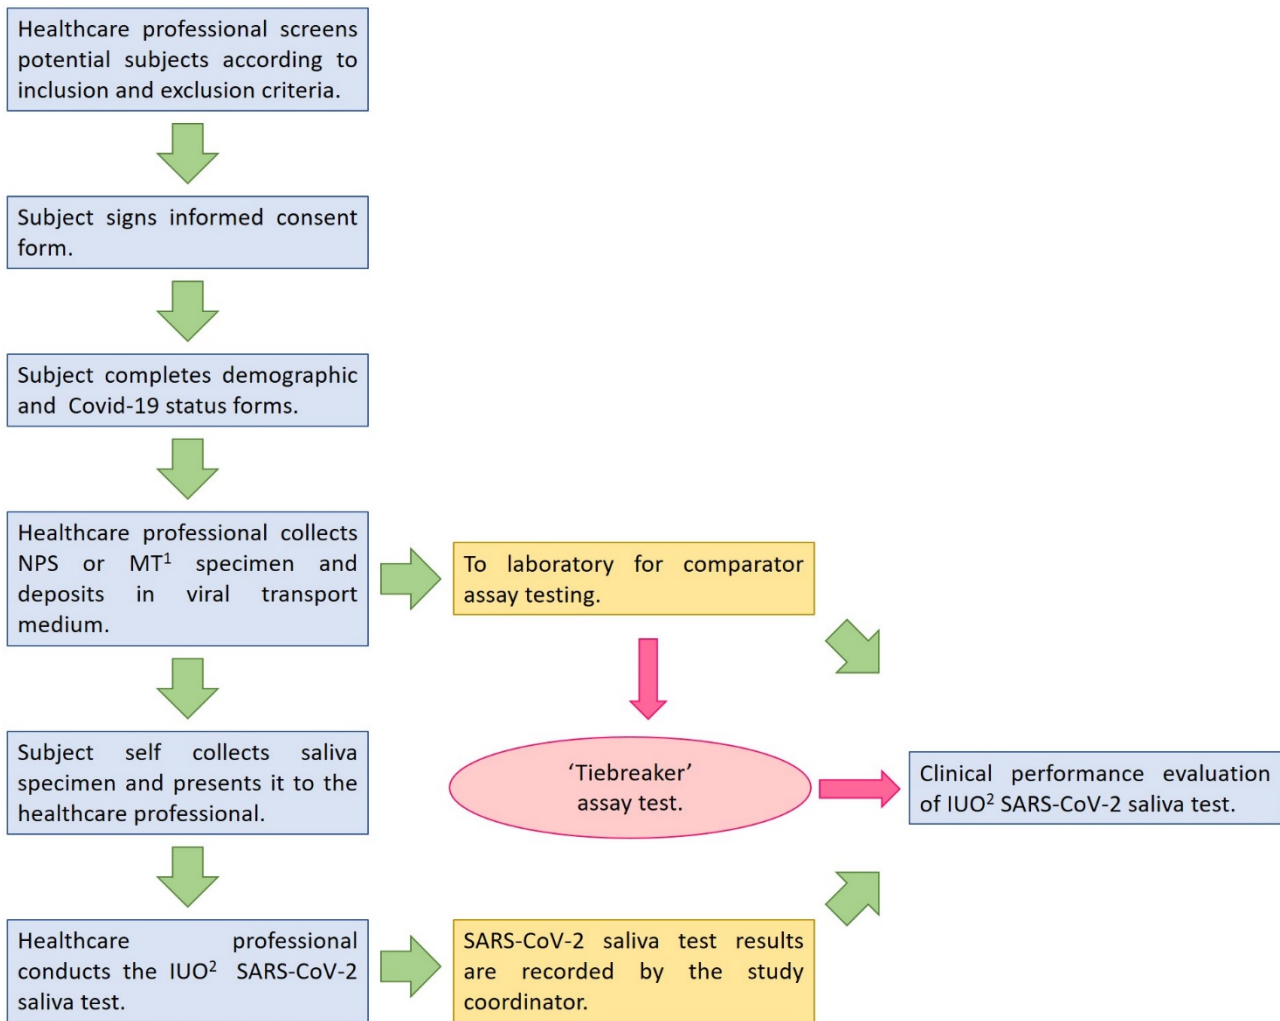 Healthcare professional screens
potential subjects according to
inclusion and exclusion criteria.
Subject signs informed consent
form.
Subject completes demographic
and Covid-19 status forms.
Healthcare professional collects
NPS or MT¹ specimen and
deposits in viral transport
medium.
To laboratory for comparator
assay testing.
Subject self collects saliva
specimen and presents it to the
healthcare professional.
‘Tiebreaker’
assay test.
Clinical performance evaluation
of IUO² SARS-CoV-2 saliva test.
Healthcare professional
conducts the IUO² SARS-CoV-2
saliva test.
SARS-CoV-2 saliva test results
are recorded by the study
coordinator.